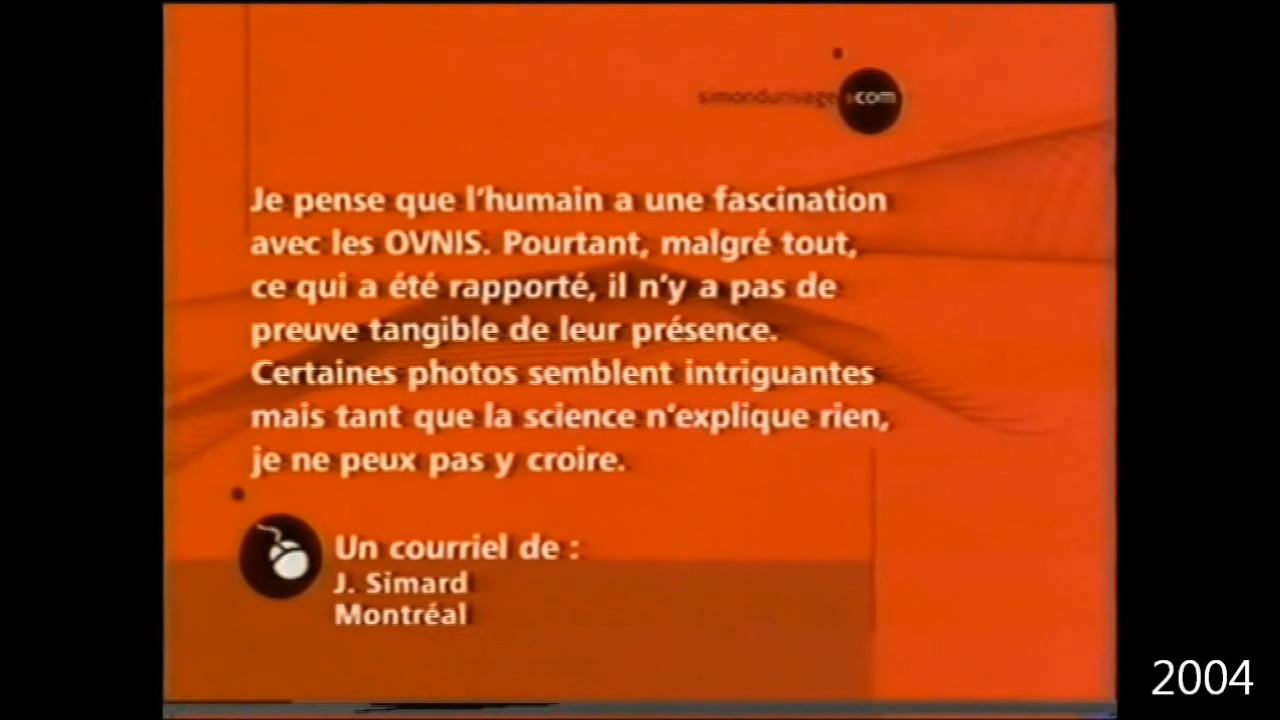 simondurivage.com
Je pense que l'humain a une fascination
avec les OVNIS. Pourtant, malgré tout,
ce qui a été rapporté, il n'y a pas de
preuve tangible de leur présence.
Certaines photos semblent intriguantes
mais tant que la science n'explique rien,
je ne peux pas y croire.
Un courriel de :
J. Simard
Montréal
2004